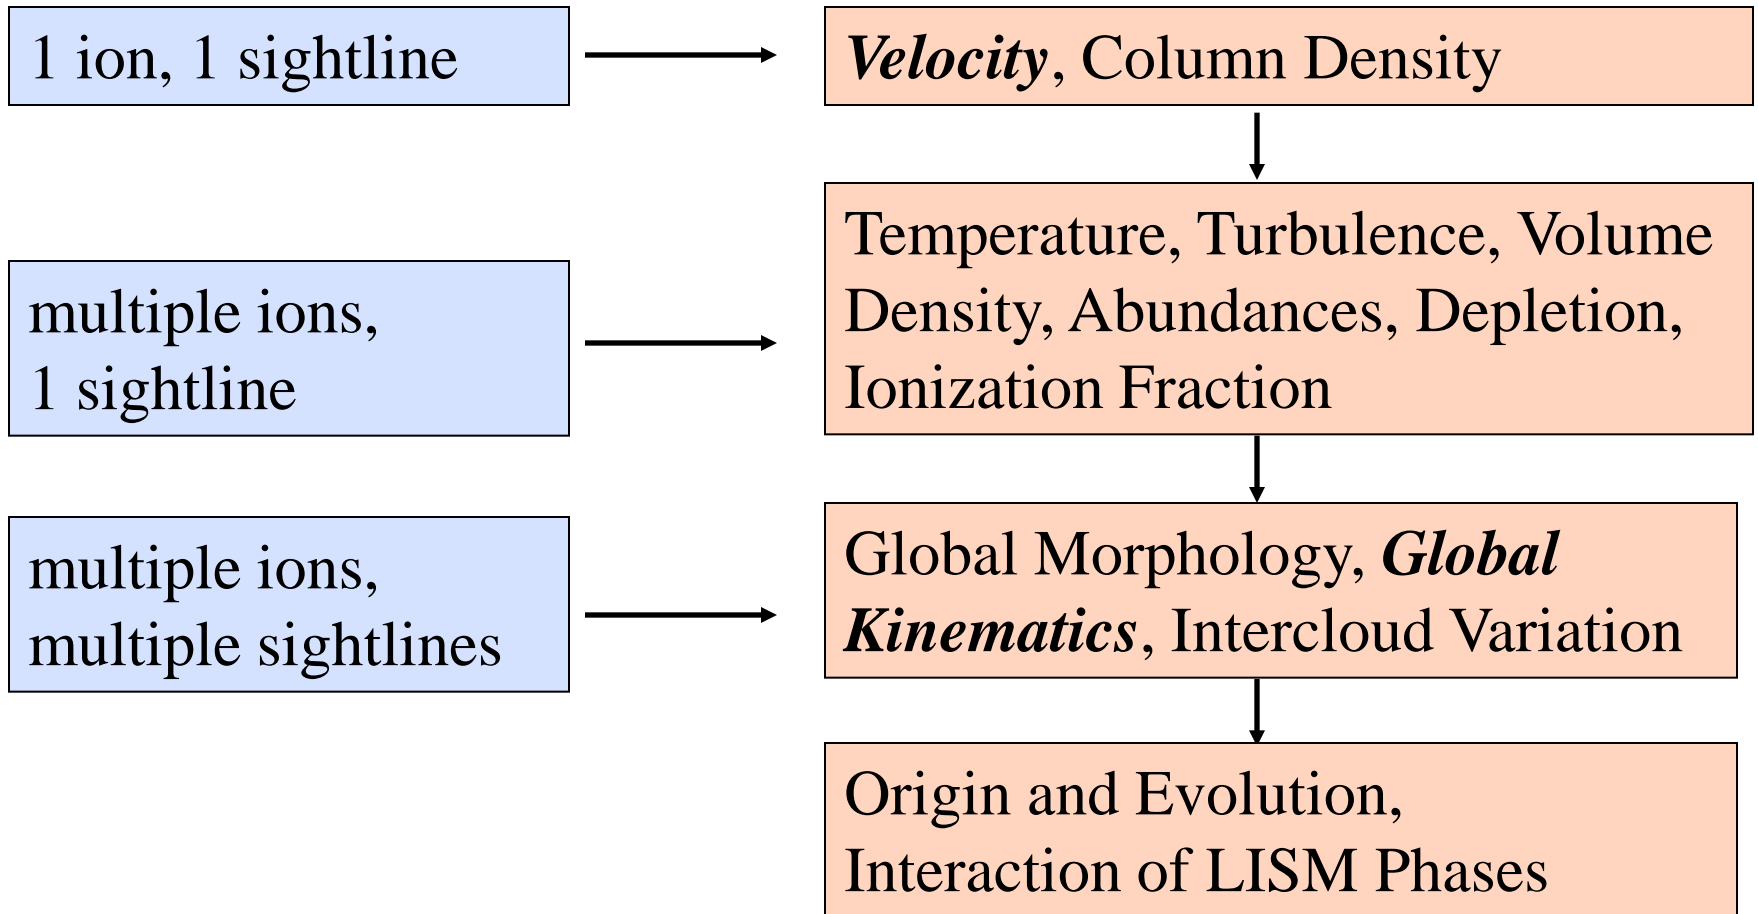 1 ion, 1 sightline
Velocity, Column Density
multiple ions,
1 sightline
Temperature, Turbulence, Volume
Density, Abundances, Depletion,
Ionization Fraction
multiple ions,
multiple sightlines
Global Morphology, Global
Kinematics, Intercloud Variation
Origin and Evolution,
Interaction of LISM Phases